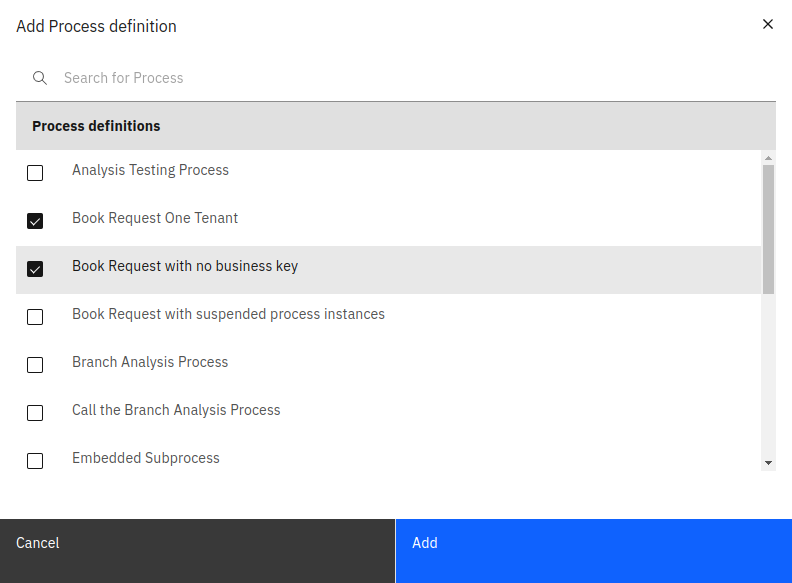 Add Process definition
Search for Process
Process definitions
Analysis Testing Process
Book Request One Tenant
Book Request with no business key
Book Request with suspended process instances
Branch Analysis Process
Call the Branch Analysis Process
Embedded Subprocess
Cancel
Add